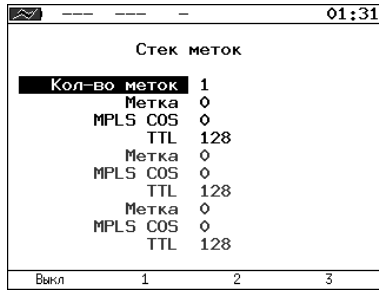 --- --- - 01:31
Стек меток
Кол-во меток 1
Метка 0
MPLS COS 0
TTL 128
Метка 0
MPLS COS 0
TTL 128
Метка 0
MPLS COS 0
TTL 128
Выкл 1 2 3